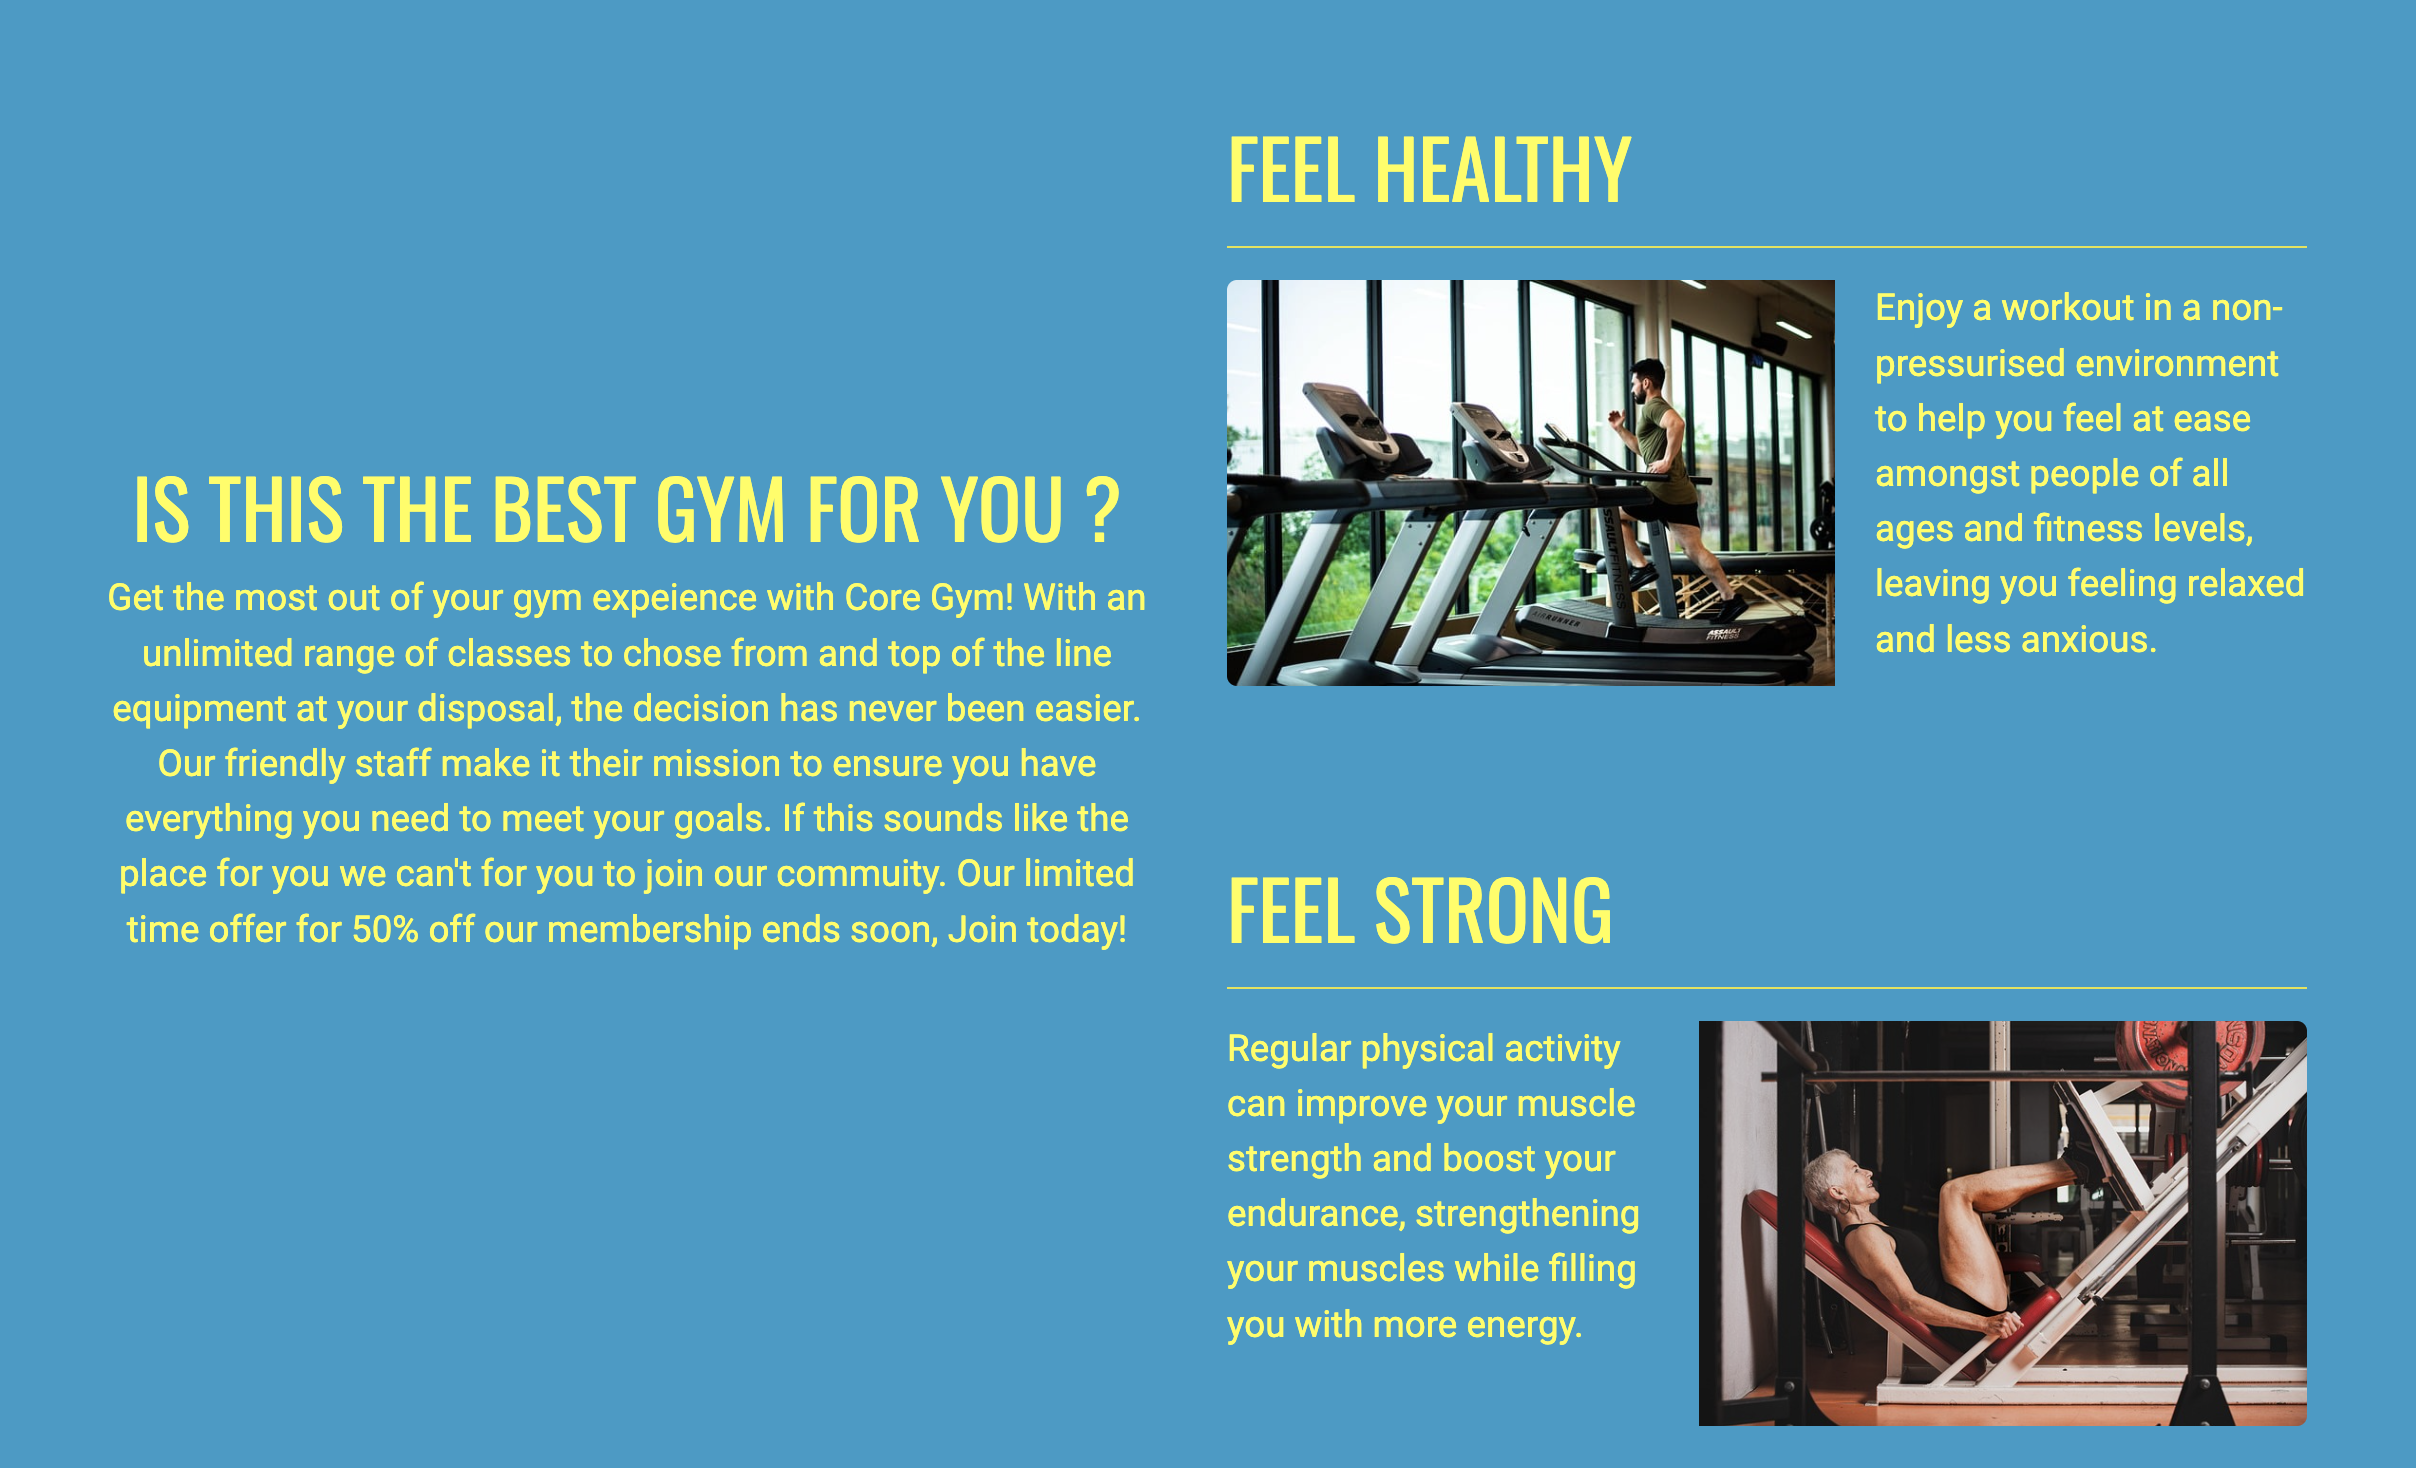 IS THIS THE BEST GYM FOR YOU ?
Get the most out of your gym expeience with Core Gym! With an
unlimited range of classes to chose from and top of the line
equipment at your disposal, the decision has never been easier.
Our friendly staff make it their mission to ensure you have
everything you need to meet your goals. If this sounds like the
place for you we can't for you to join our commuity. Our limited
time offer for 50% off our membership ends soon, Join today!
FEEL HEALTHY
Enjoy a workout in a non-
pressurised environment
to help you feel at ease
amongst people of all
ages and fitness levels,
leaving you feeling relaxed
and less anxious.
ASSAULT FITNESS
ASSAULT
FITNESS
FEEL STRONG
Regular physical activity
can improve your muscle
strength and boost your
endurance, strengthening
your muscles while filling
you with more energy.